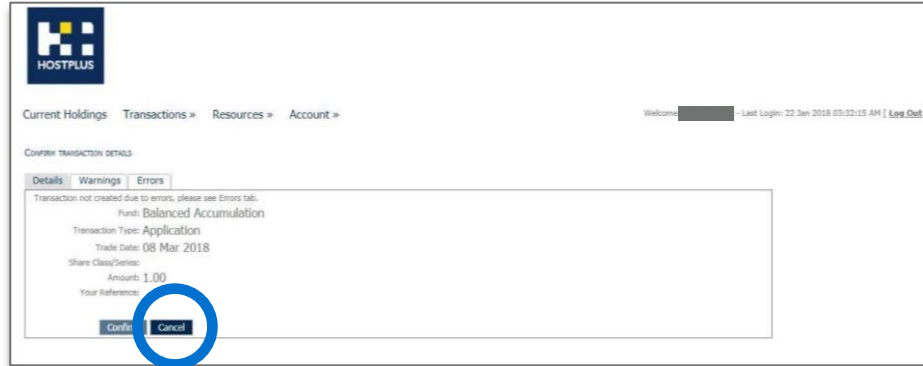 HOSTPLUS
Current Holdings Transactions » Resources » Account »
Welcome - Last Login: 22 Jan 2018 03:32:15 AM [ Log Out
CONFIRM TRANSACTION DETAILS
Details Warnings Errors
Transaction not created due to errors, please see Errors tab.
Fund: Balanced Accumulation
Transaction Type: Application
Trade Date: 08 Mar 2018
Share Class/Series:
Amount: 1.00
Your Reference:
Confirm Cancel